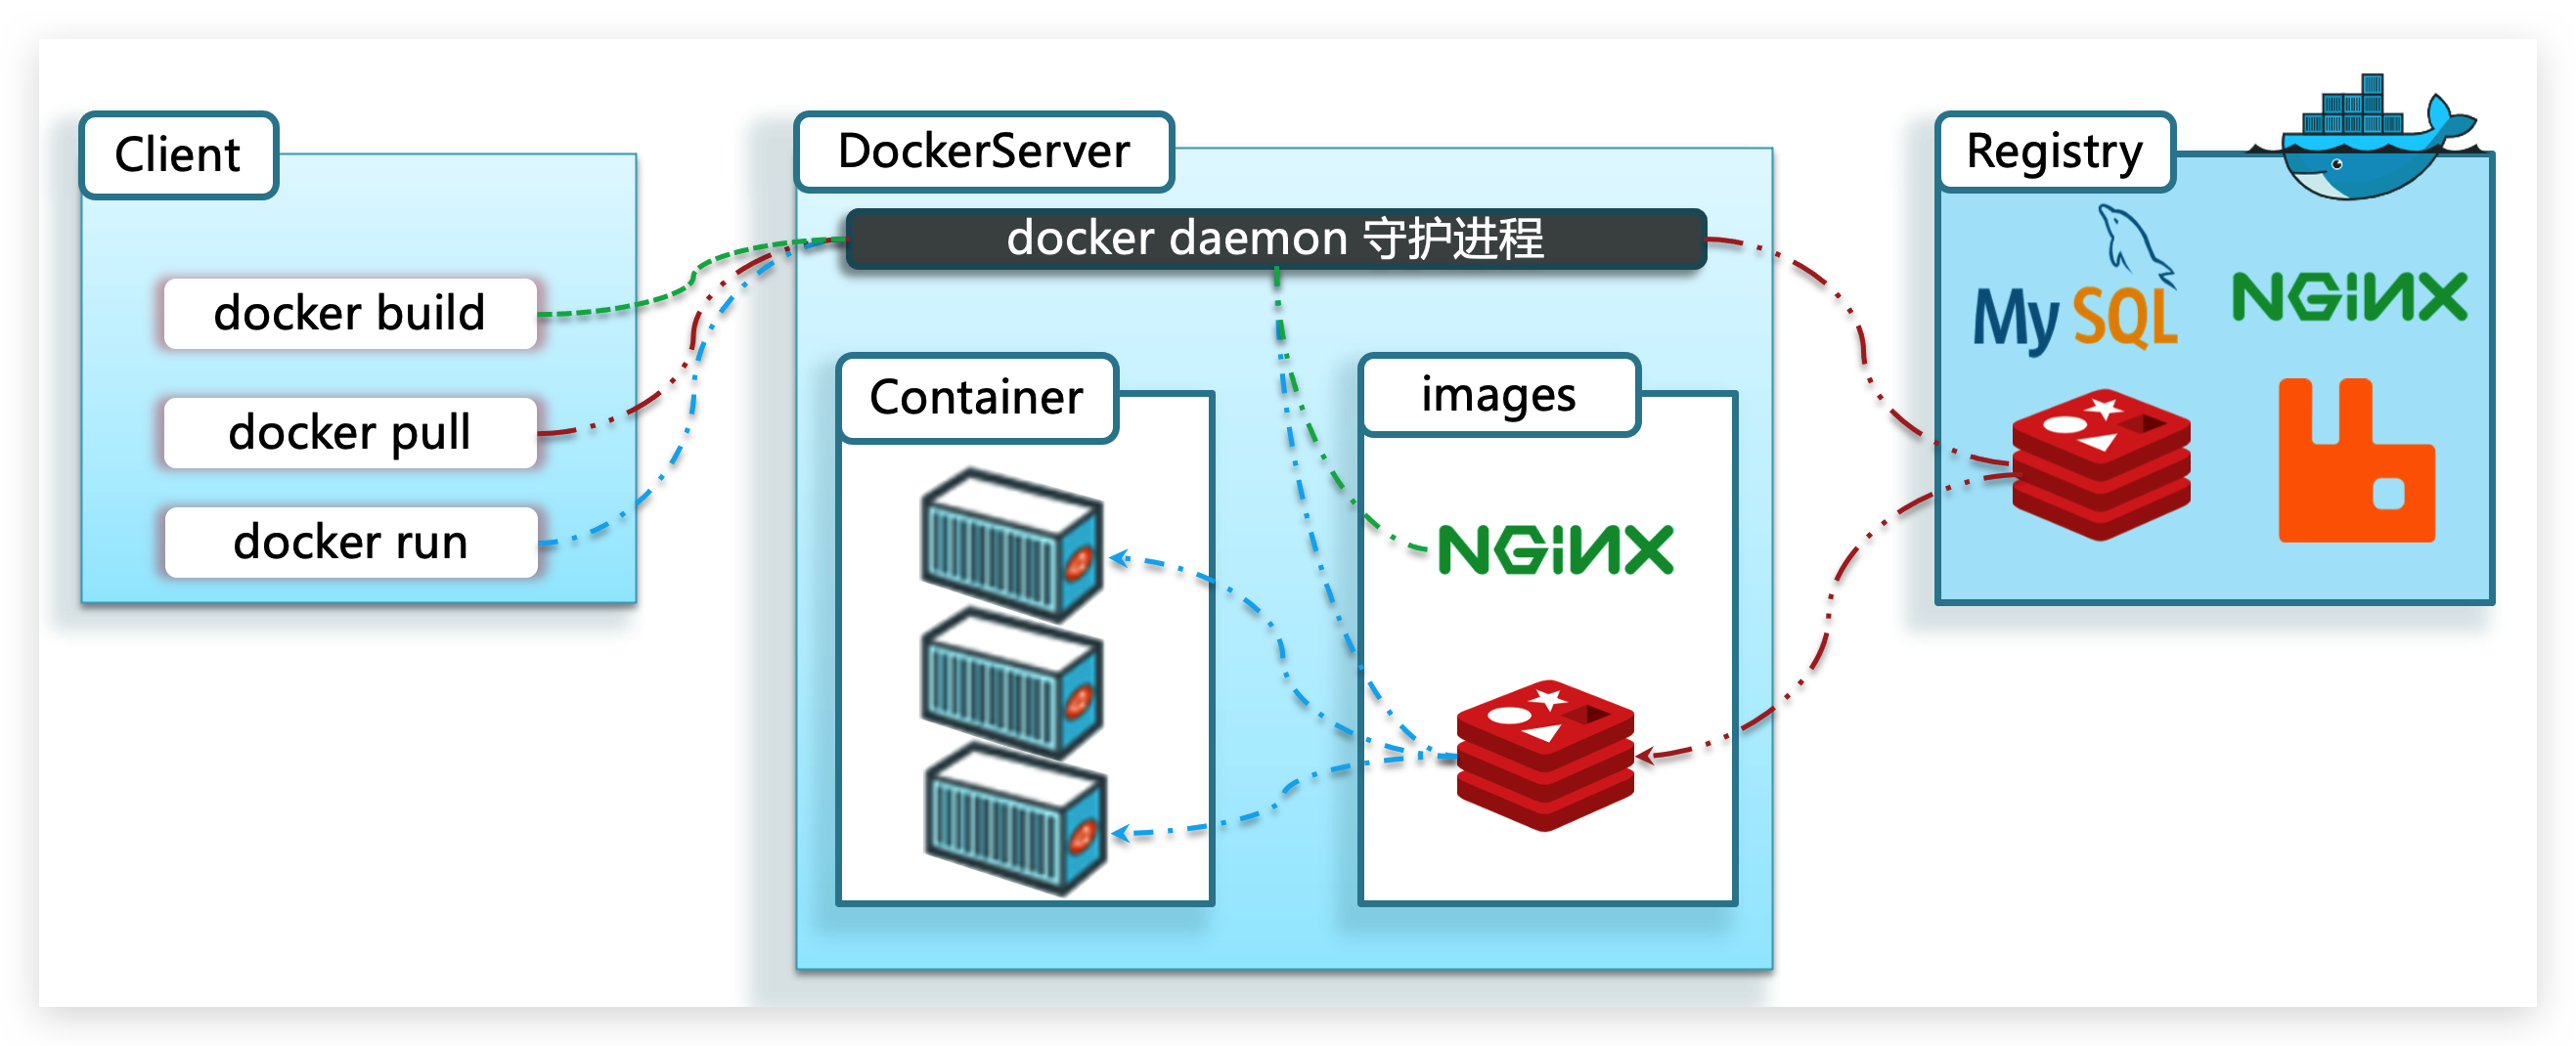 Client
docker build
docker pull
docker run
DockerServer
docker daemon 守护进程
Container
images
NGINX
Registry
MySQL
NGINX